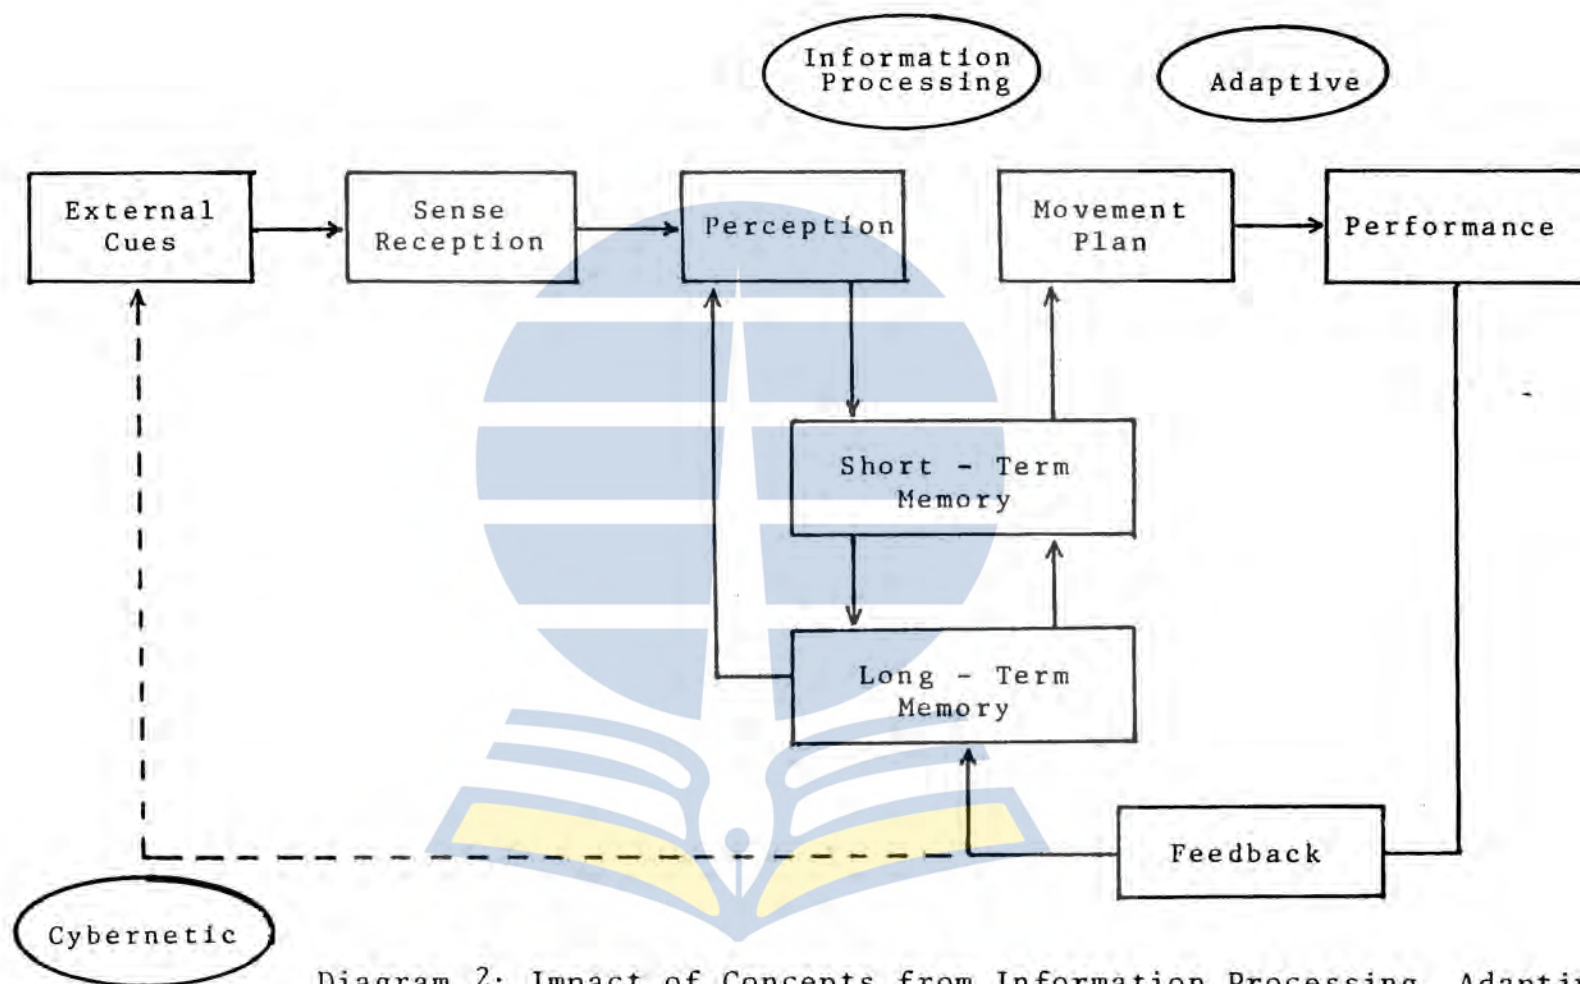 Information
Processing
Adaptive
External
Cues
Sense
Reception
Perception
Movement
Plan
Performance
Short - Term
Memory
Long - Term
Memory
Feedback
Cybernetic
Diagram 2: Impact of Concepts from Information Processing, Adaptiv